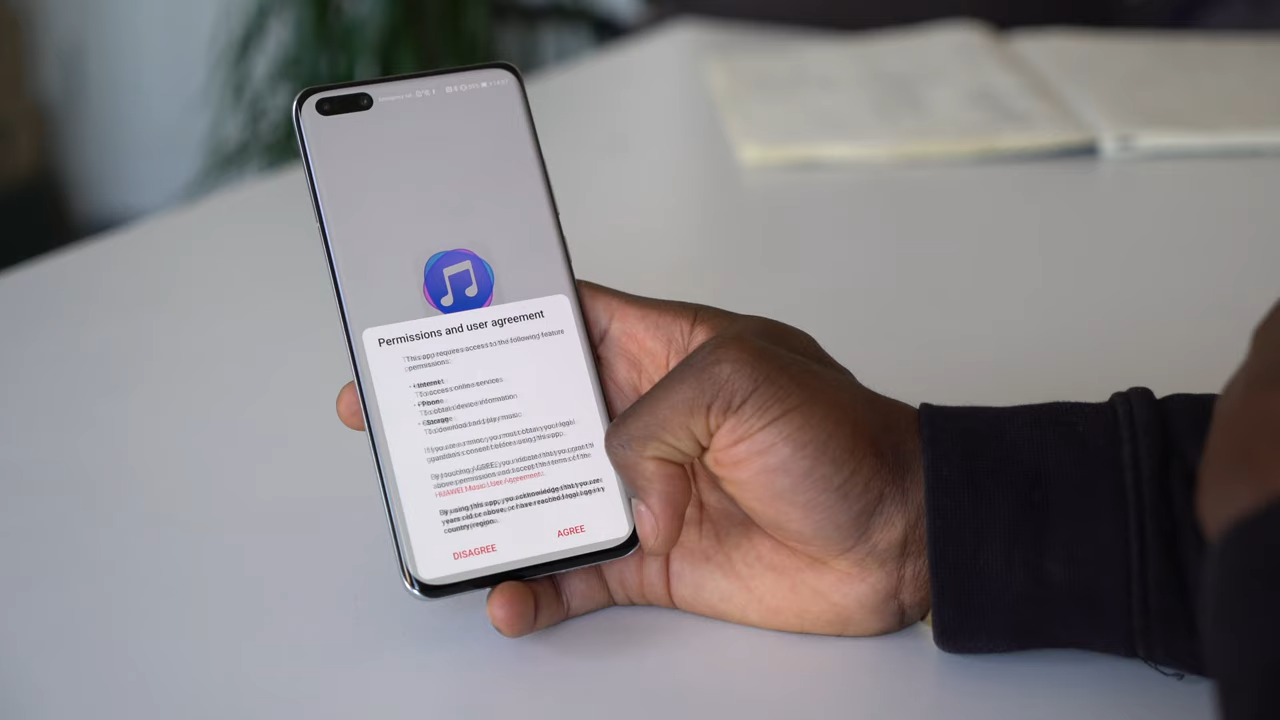 Permissions and user agreement
This app requires access to the following feature
permissions:
• Internet
To access online services
• Phone
To obtain device information
• Storage
To download and play music
If you are a minor, you must obtain your legal
guardian's consent before using this app.
By touching AGREE, you indicate that you grant the
above permissions and accept the terms of the
HUAWEI Music User Agreement.
By using this app, you acknowledge that you are
years old or above, or have reached legal age
country/region.
DISAGREE
AGREE